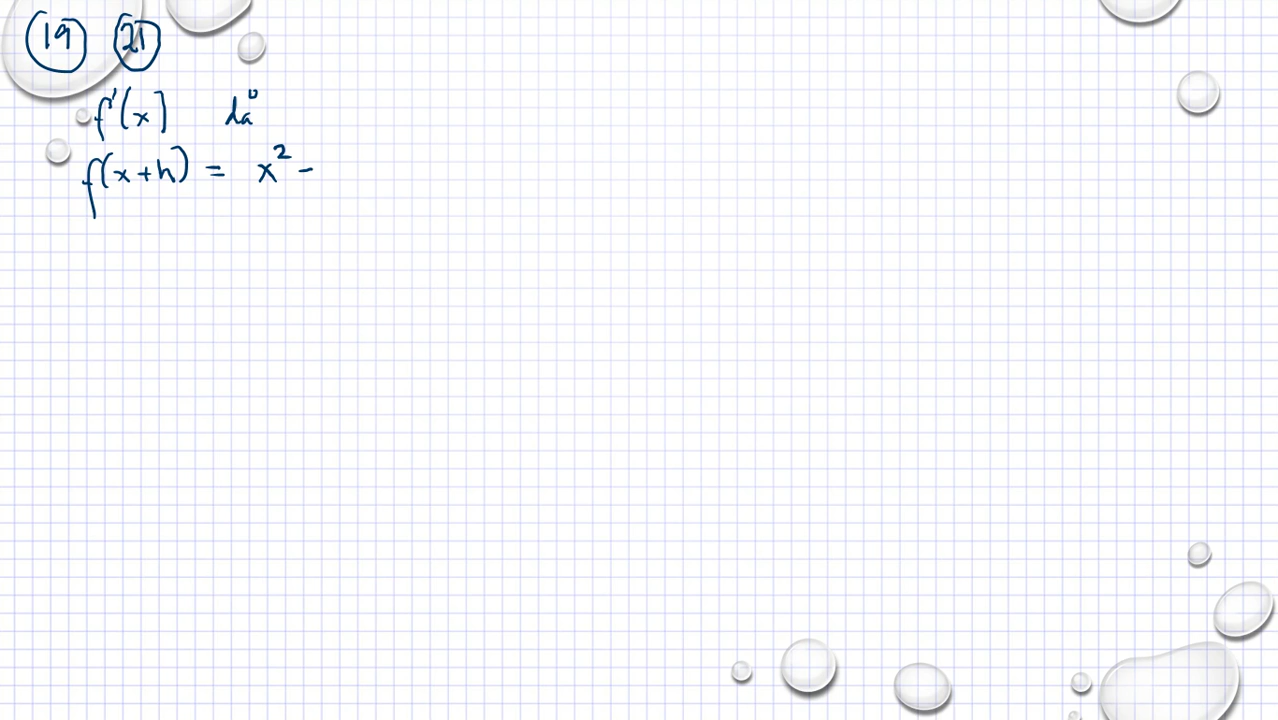 19 21
f'(x)
f(x+h) = x² -